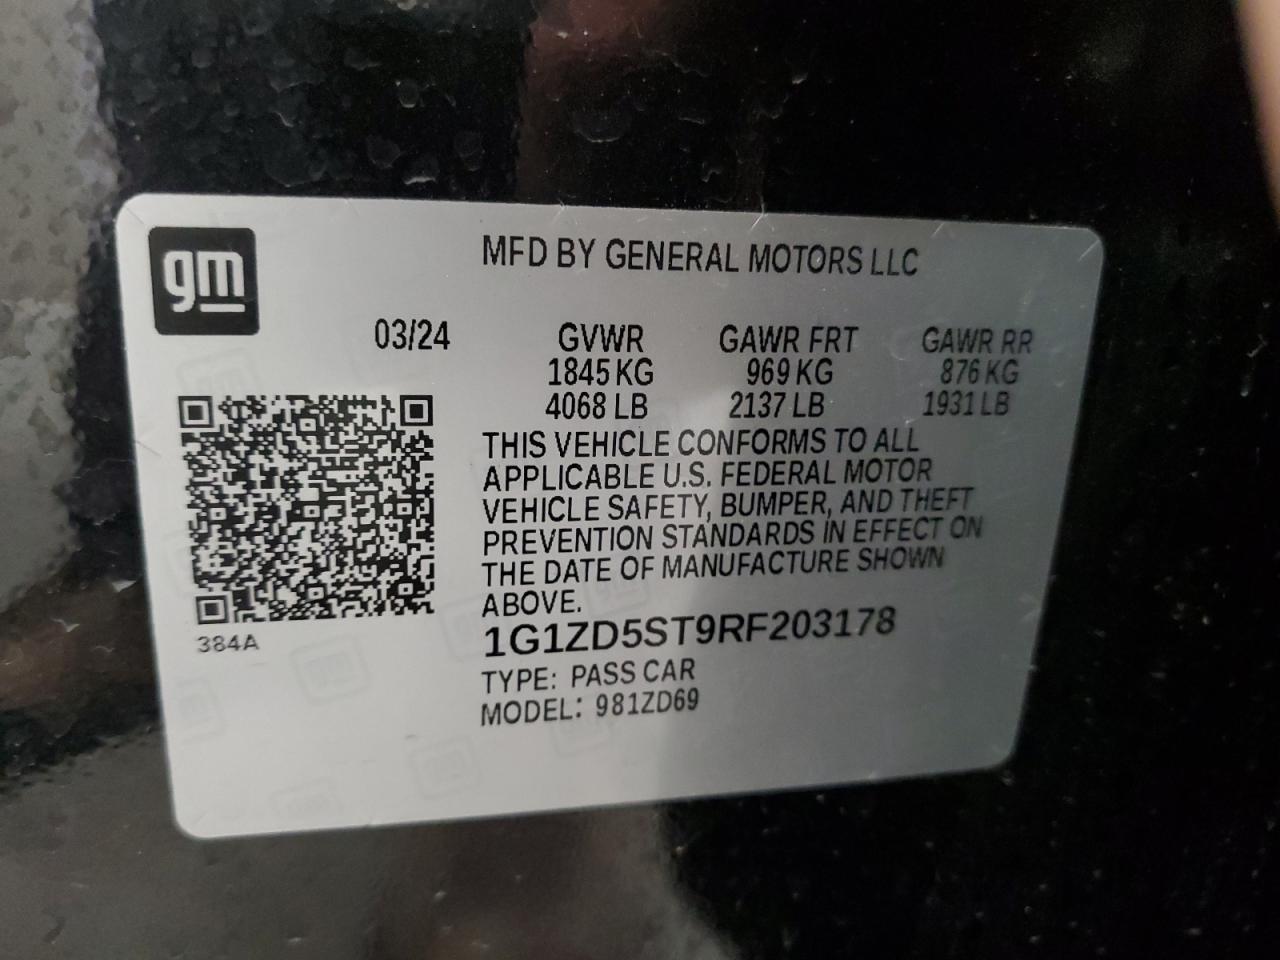 gm
MFD BY GENERAL MOTORS LLC
03/24 GVWR GAWR FRT GAWR RR
1845 KG 969 KG 876 KG
4068 LB 2137 LB 1931 LB
THIS VEHICLE CONFORMS TO ALL
APPLICABLE U.S. FEDERAL MOTOR
VEHICLE SAFETY, BUMPER, AND THEFT
PREVENTION STANDARDS IN EFFECT ON
THE DATE OF MANUFACTURE SHOWN
ABOVE.
384A
1G1ZD5ST9RF203178
TYPE: PASS CAR
MODEL: 981ZD69